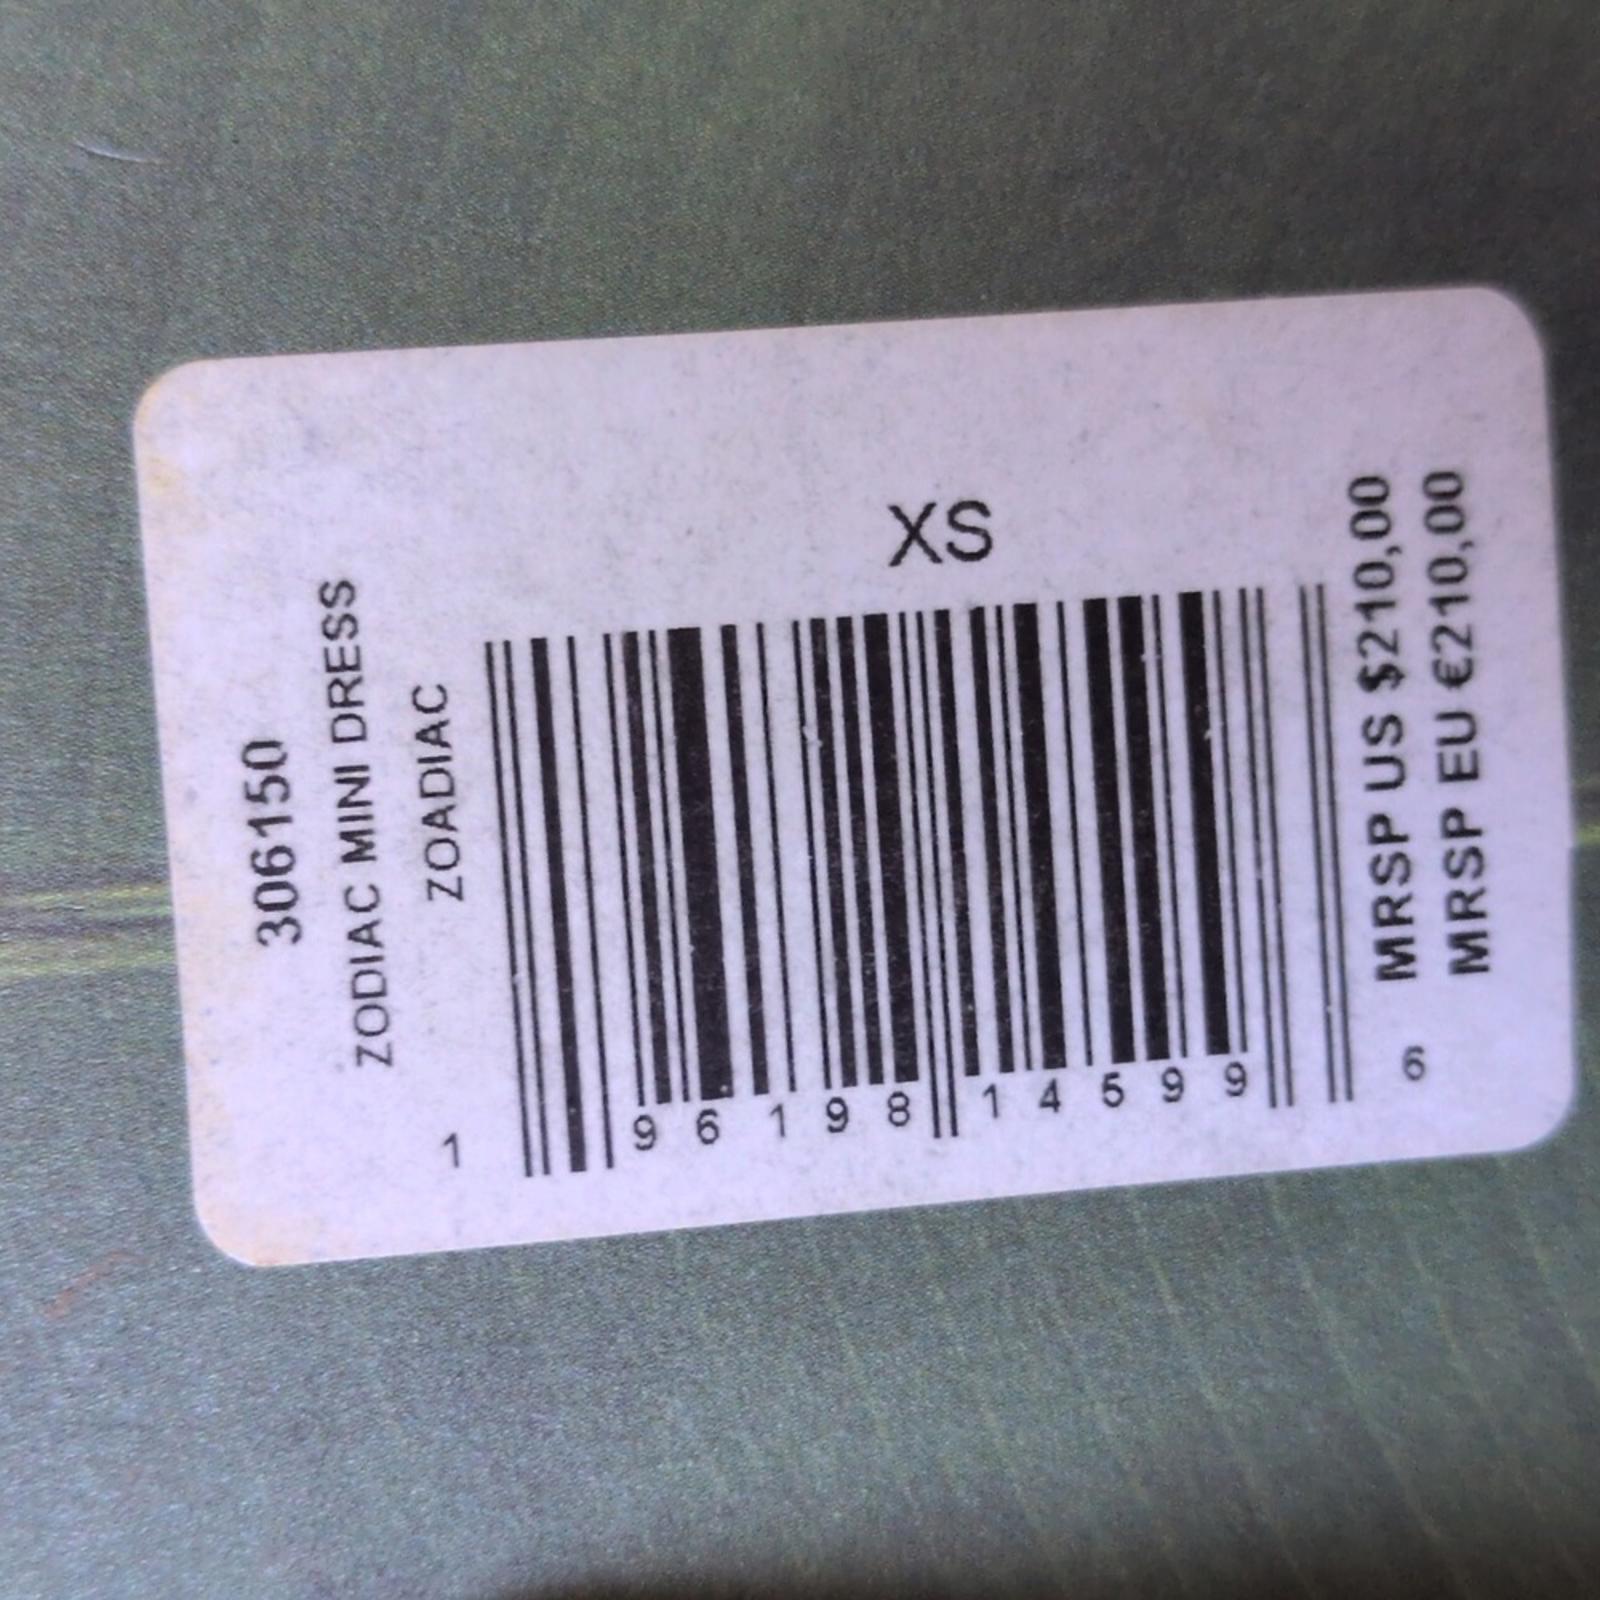 306150
ZODIAC MINI DRESS
ZOADIAC
XS
1 96198 14599 6
MRSP US $210,00
MRSP EU €210,00